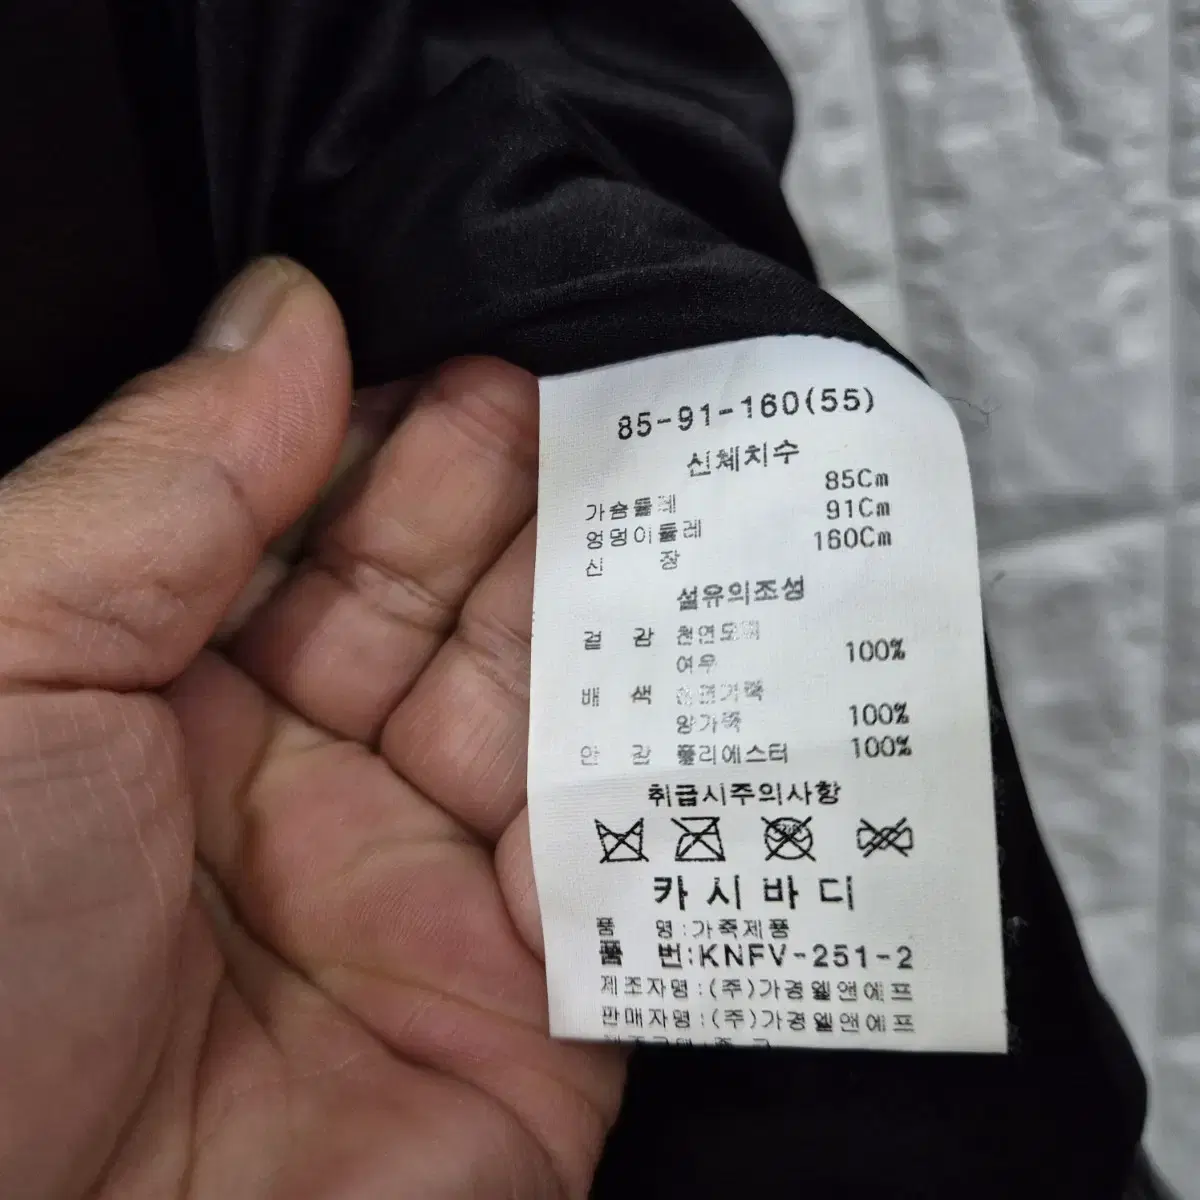 85-91-160(55)
신체치수
가슴둘레 85Cm
엉덩이둘레 91Cm
신 장 160Cm
섬유의조성
겉 감 천연모피
여우 100%
배 색 천연가죽
양가죽 100%
안 감 폴리에스터 100%
취급시주의사항
카시바디
품 명:가죽제품
품 번:KNFV-251-2
제조자명:(주)가경엘앤에프
판매자명:(주)가경엘앤에프